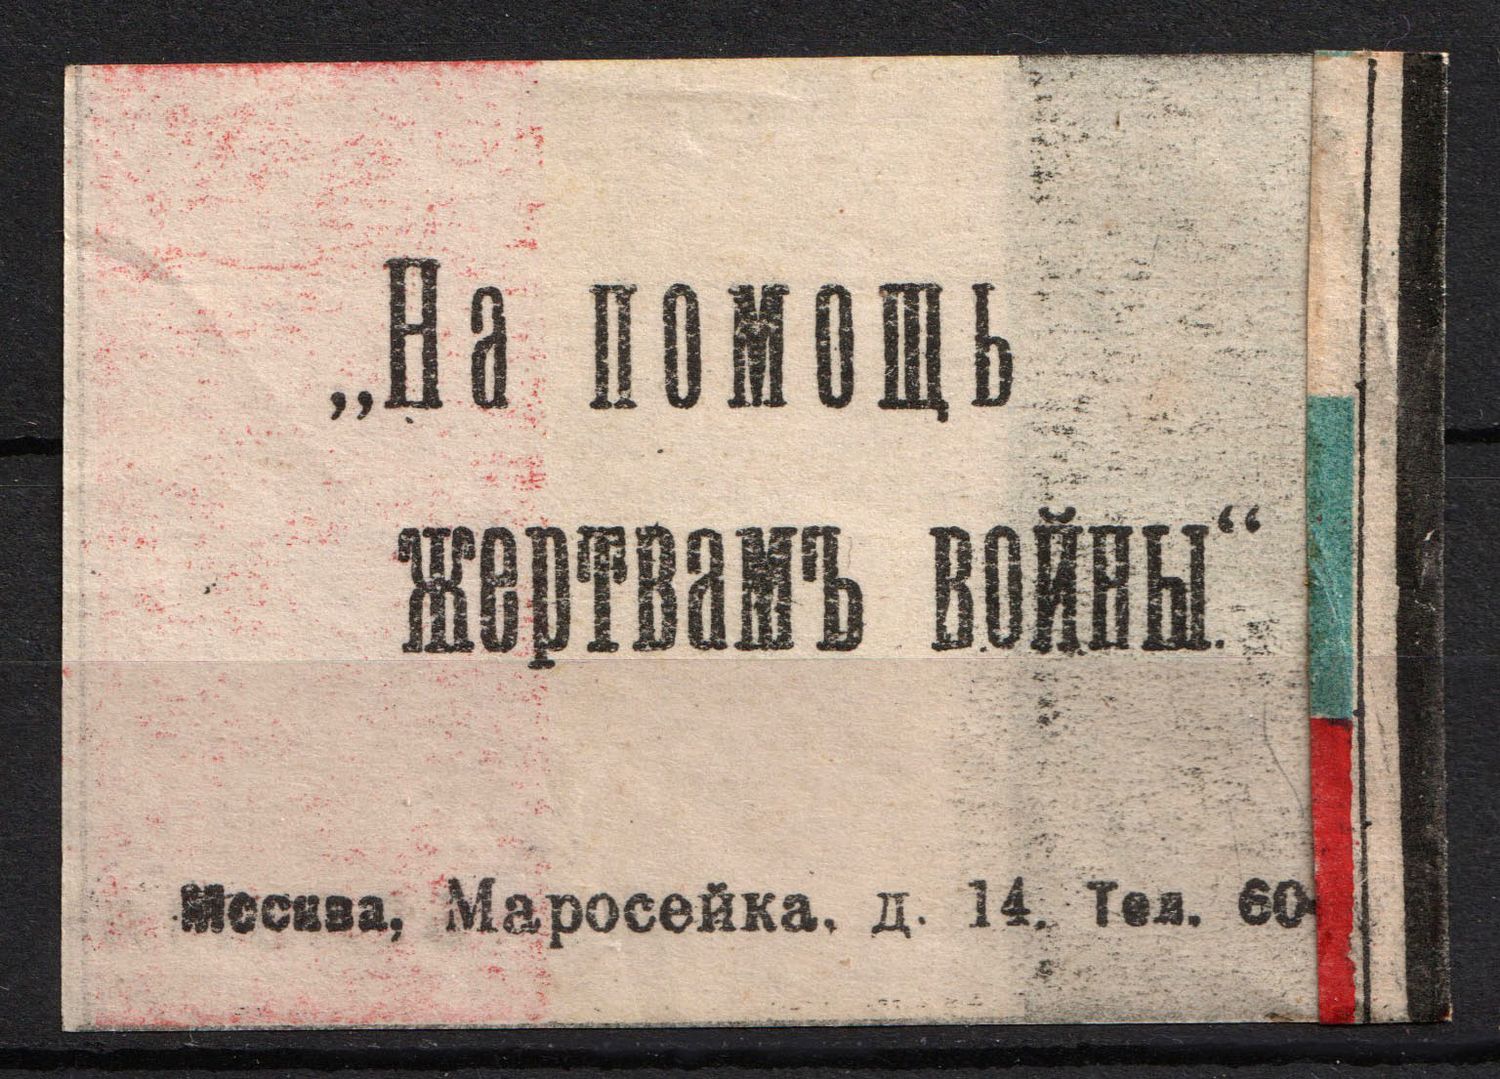 „На помощь
жертвамъ войны.“
Москва, Маросейка, д. 14. Тел. 60-